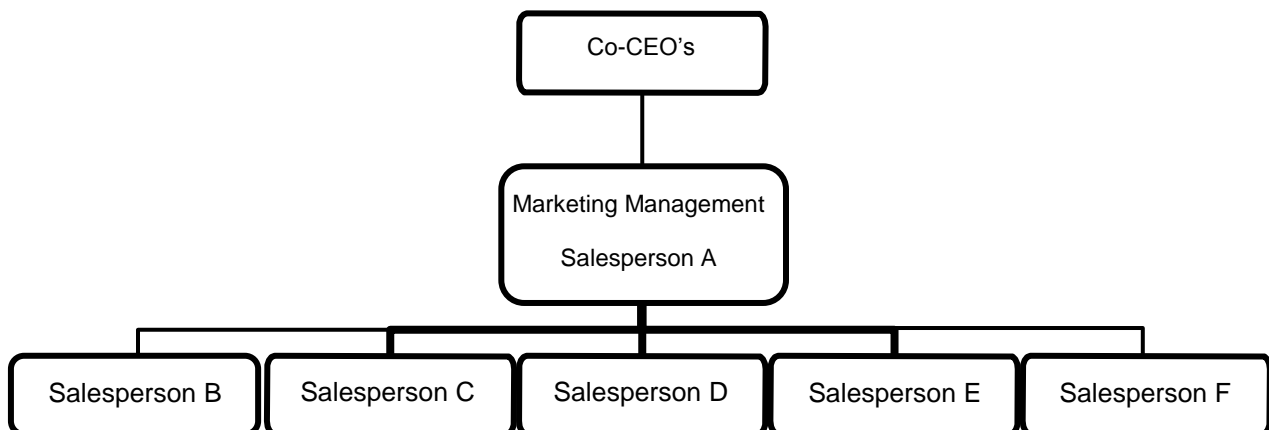 Co-CEO’s
Marketing Management
Salesperson A
Salesperson B
Salesperson C
Salesperson D
Salesperson E
Salesperson F